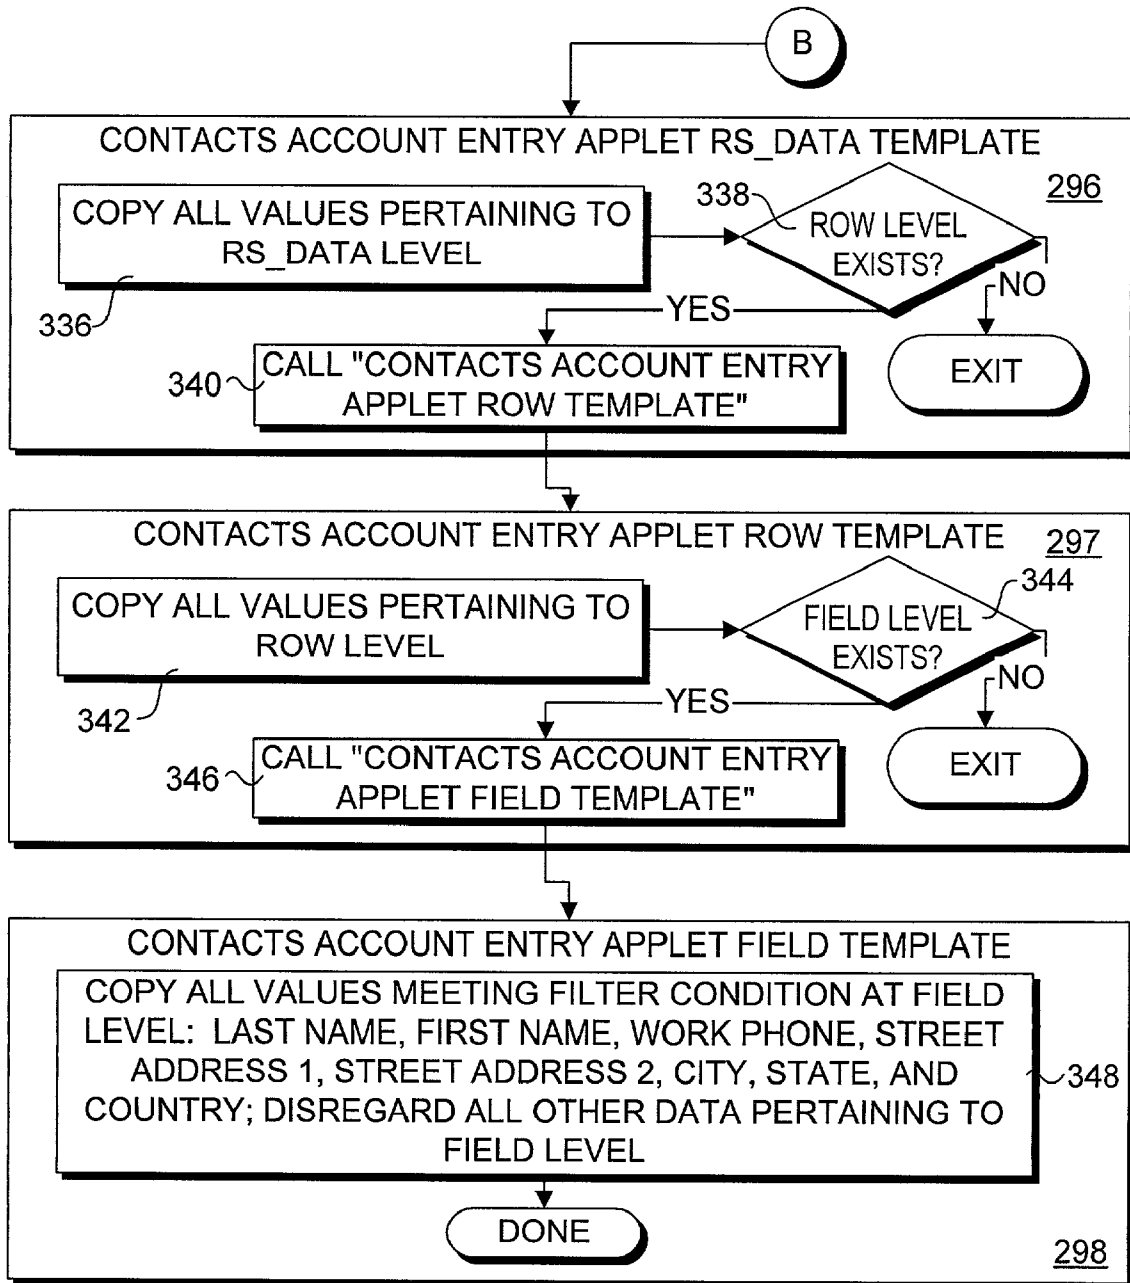 B
CONTACTS ACCOUNT ENTRY APPLET RS_DATA TEMPLATE
296
COPY ALL VALUES PERTAINING TO
RS_DATA LEVEL
336
338
ROW LEVEL
EXISTS?
NO
YES
EXIT
340
CALL "CONTACTS ACCOUNT ENTRY
APPLET ROW TEMPLATE"
CONTACTS ACCOUNT ENTRY APPLET ROW TEMPLATE
297
COPY ALL VALUES PERTAINING TO
ROW LEVEL
342
344
FIELD LEVEL
EXISTS?
NO
YES
EXIT
346
CALL "CONTACTS ACCOUNT ENTRY
APPLET FIELD TEMPLATE"
CONTACTS ACCOUNT ENTRY APPLET FIELD TEMPLATE
COPY ALL VALUES MEETING FILTER CONDITION AT FIELD
LEVEL: LAST NAME, FIRST NAME, WORK PHONE, STREET
ADDRESS 1, STREET ADDRESS 2, CITY, STATE, AND
COUNTRY; DISREGARD ALL OTHER DATA PERTAINING TO
FIELD LEVEL
348
DONE
298